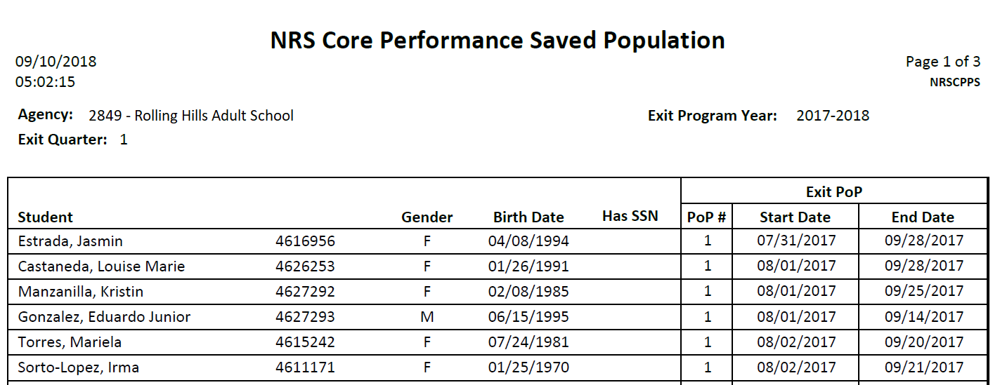 NRS Core Performance Saved Population
09/10/2018 Page 1 of 3
05:02:15 NRSCPPS
Agency: 2849 - Rolling Hills Adult School Exit Program Year: 2017-2018
Exit Quarter: 1
Exit PoP
Student Gender Birth Date Has SSN PoP # Start Date End Date
Estrada, Jasmin 4616956 F 04/08/1994 1 07/31/2017 09/28/2017
Castaneda, Louise Marie 4626253 F 01/26/1991 1 08/01/2017 09/28/2017
Manzanilla, Kristin 4627292 F 02/08/1985 1 08/01/2017 09/25/2017
Gonzalez, Eduardo Junior 4627293 M 06/15/1995 1 08/01/2017 09/14/2017
Torres, Mariela 4615242 F 07/24/1981 1 08/02/2017 09/20/2017
Sorto-Lopez, Irma 4611171 F 01/25/1970 1 08/02/2017 09/21/2017